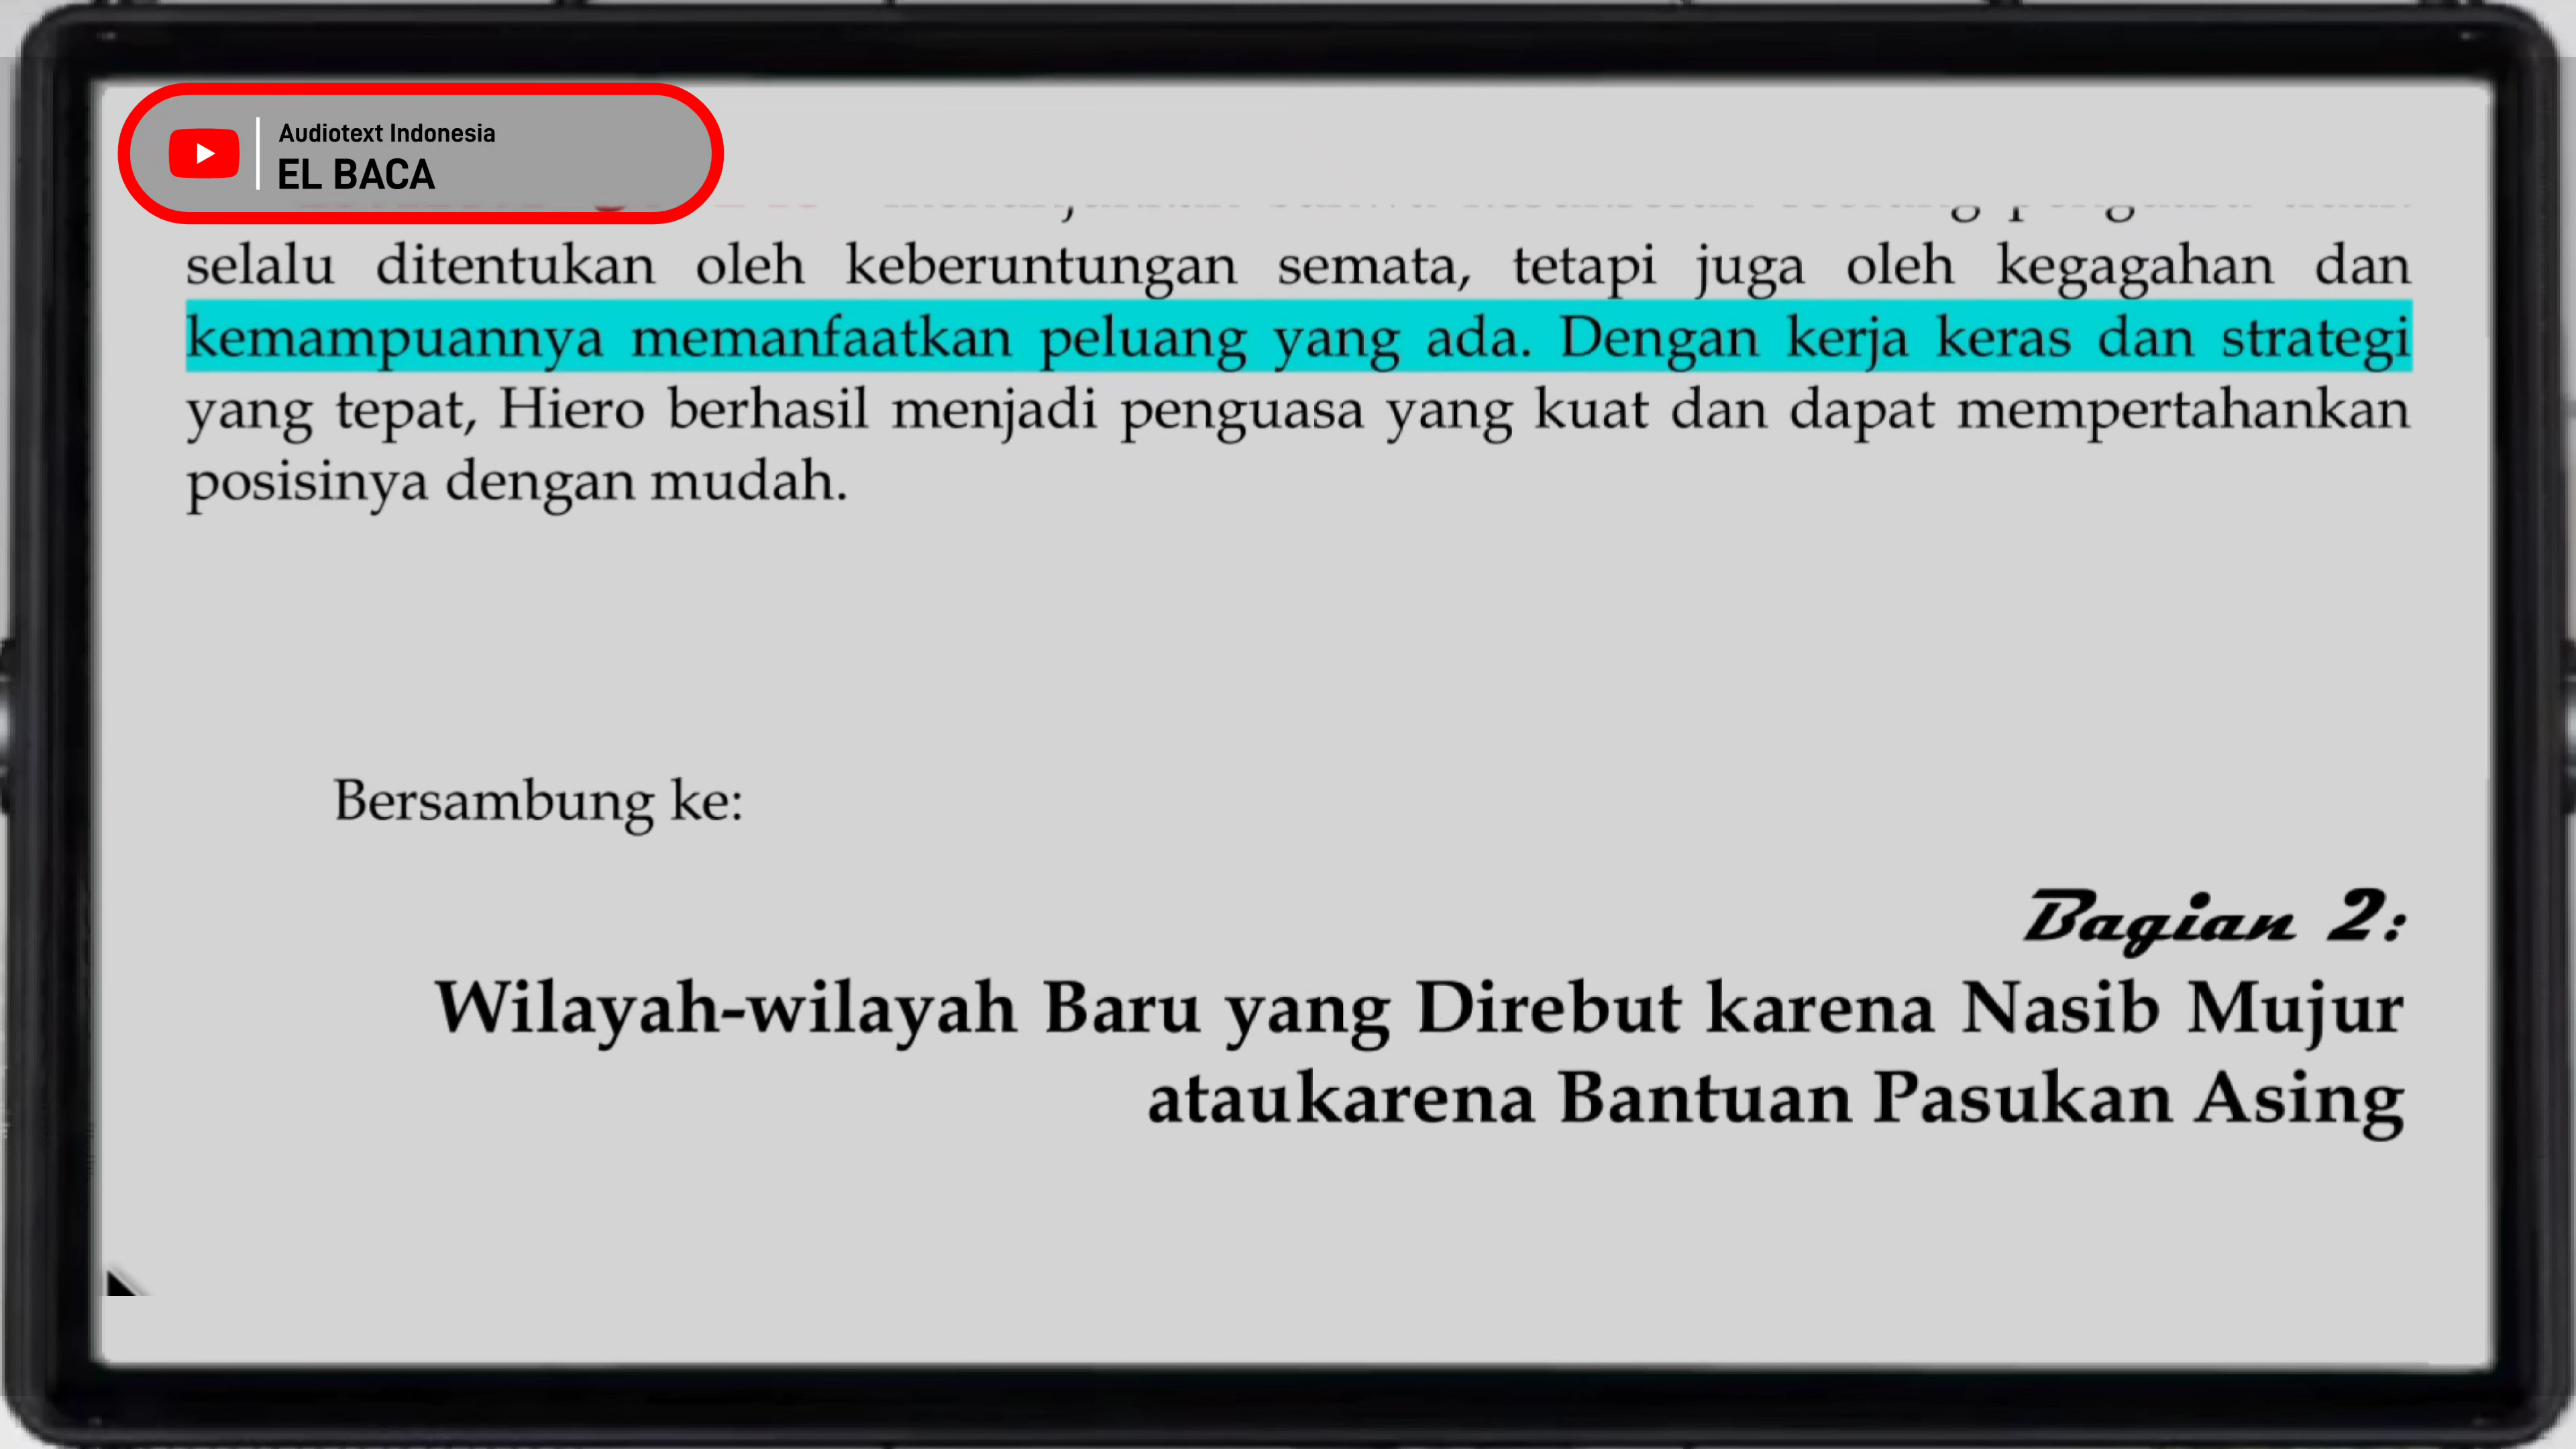 Audiotext Indonesia
EL BACA
selalu ditentukan oleh keberuntungan semata, tetapi juga oleh kegagahan dan
kemampuannya memanfaatkan peluang yang ada. Dengan kerja keras dan strategi
yang tepat, Hiero berhasil menjadi penguasa yang kuat dan dapat mempertahankan
posisinya dengan mudah.
Bersambung ke:
Bagian 2:
Wilayah-wilayah Baru yang Direbut karena Nasib Mujur
ataukarena Bantuan Pasukan Asing